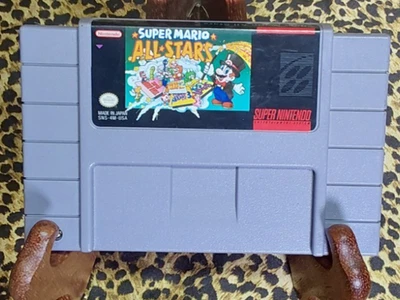 Nintendo
SUPER MARIO
ALL-STARS
MADE IN JAPAN
SNS-4M-USA
SUPER NINTENDO